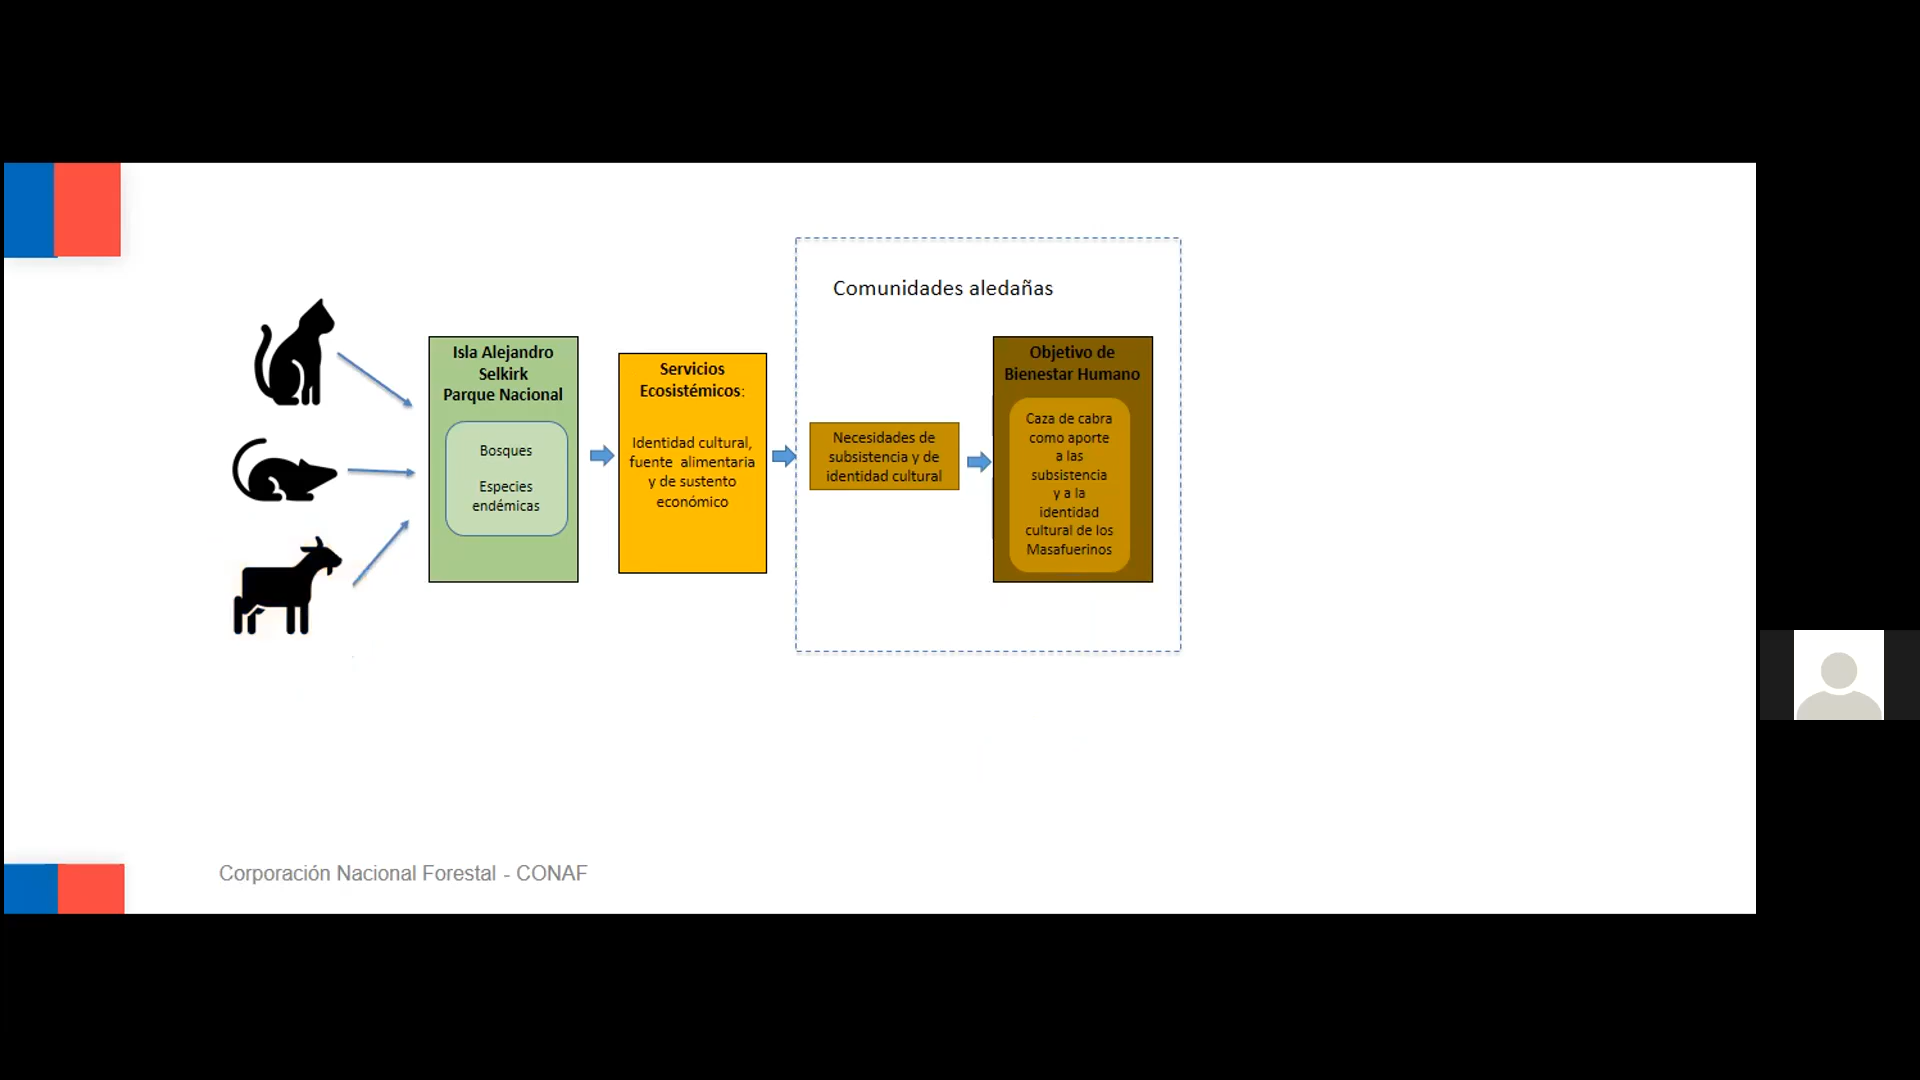 Comunidades aledañas
Isla Alejandro
Selkirk
Parque Nacional
Bosques
Especies
endémicas
Servicios
Ecosistémicos:
Identidad cultural,
fuente alimentaria
y de sustento
económico
Necesidades de
subsistencia y de
identidad cultural
Objetivo de
Bienestar Humano
Caza de cabra
como aporte
a las
subsistencia
y a la
identidad
cultural de los
Masafuerinos
Corporación Nacional Forestal - CONAF